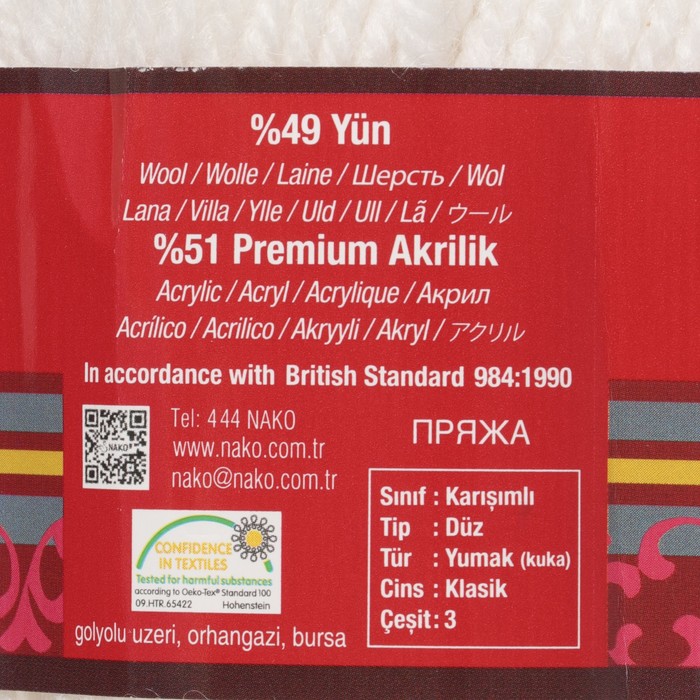 %49 Yün
Wool / Wolle / Laine / Шерсть / Wol
Lana / Villa / Ylle / Uld / Ull / Lã / ウール
%51 Premium Akrilik
Acrylic / Acryl / Acrylique / Акрил
Acrílico / Acrilico / Akryyli / Akryl / アクリル
In accordance with British Standard 984:1990
NAKO
Tel: 444 NAKO
www.nako.com.tr
nako@nako.com.tr
ПРЯЖА
CONFIDENCE
IN TEXTILES
Tested for harmful substances
according to Oeko-Tex® Standard 100
09.HTR.65422 Hohenstein
golyolu uzeri, orhangazi, bursa
Sınıf : Karışımlı
Tip : Düz
Tür : Yumak (kuka)
Cins : Klasik
Çeşit : 3